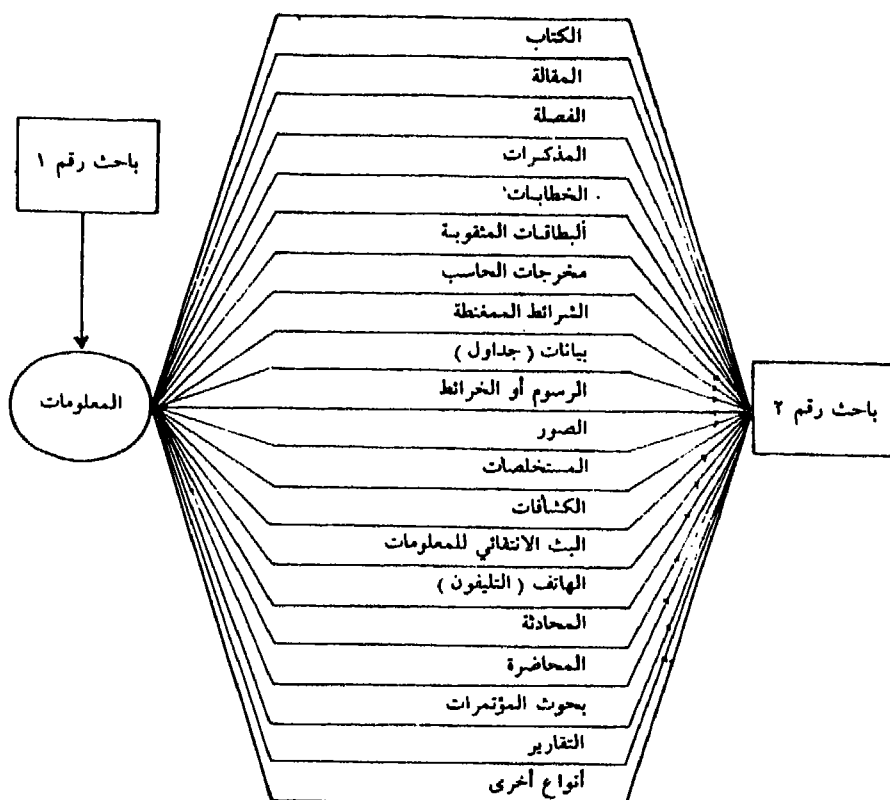 باحث رقم ١
المعلومات
الكتاب
المقالة
الفصلة
المذكرات
الخطابات
ألبطاقات المثقوبة
مخرجات الحاسب
الشرائط الممغنطة
بيانات ( جداول )
الرسوم أو الخرائط
الصور
المستخلصات
الكشافات
البث الانتقائي للمعلومات
الهاتف ( التليفون )
المحادثة
المحاضرة
بحوث المؤتمرات
التقارير
أنواع أخرى
باحث رقم ٢